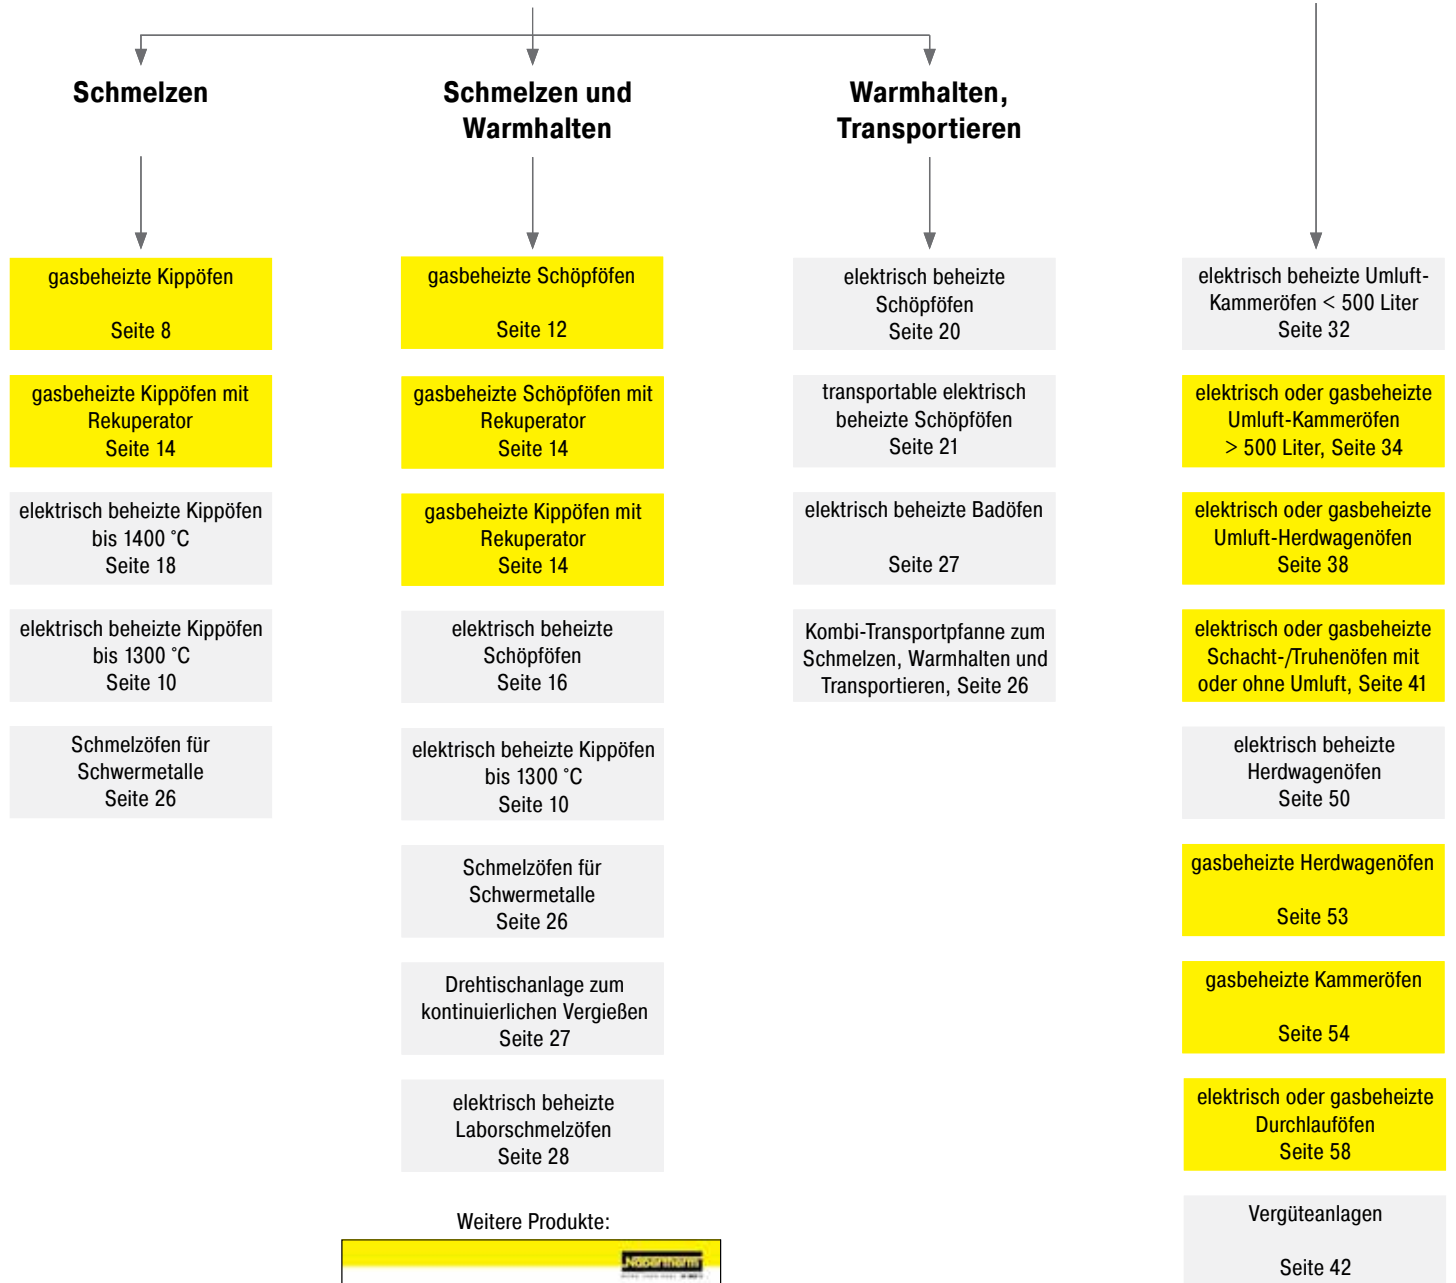 Schmelzen
gasbeheizte Kippöfen
Seite 8
gasbeheizte Kippöfen mit
Rekuperator
Seite 14
elektrisch beheizte Kippöfen
bis 1400 °C
Seite 18
elektrisch beheizte Kippöfen
bis 1300 °C
Seite 10
Schmelzöfen für
Schwermetalle
Seite 26
Schmelzen und
Warmhalten
gasbeheizte Schöpföfen
Seite 12
gasbeheizte Schöpföfen mit
Rekuperator
Seite 14
gasbeheizte Kippöfen mit
Rekuperator
Seite 14
elektrisch beheizte
Schöpföfen
Seite 16
elektrisch beheizte Kippöfen
bis 1300 °C
Seite 10
Schmelzöfen für
Schwermetalle
Seite 26
Drehtischanlage zum
kontinuierlichen Vergießen
Seite 27
elektrisch beheizte
Laborschmelzöfen
Seite 28
Weitere Produkte:
Nabertherm
Warmhalten,
Transportieren
elektrisch beheizte
Schöpföfen
Seite 20
transportable elektrisch
beheizte Schöpföfen
Seite 21
elektrisch beheizte Badöfen
Seite 27
Kombi-Transportpfanne zum
Schmelzen, Warmhalten und
Transportieren, Seite 26
elektrisch beheizte Umluft-
Kammeröfen < 500 Liter
Seite 32
elektrisch oder gasbeheizte
Umluft-Kammeröfen
> 500 Liter, Seite 34
elektrisch oder gasbeheizte
Umluft-Herdwagenöfen
Seite 38
elektrisch oder gasbeheizte
Schacht-/Truhenöfen mit
oder ohne Umluft, Seite 41
elektrisch beheizte
Herdwagenöfen
Seite 50
gasbeheizte Herdwagenöfen
Seite 53
gasbeheizte Kammeröfen
Seite 54
elektrisch oder gasbeheizte
Durchlauföfen
Seite 58
Vergüteanlagen
Seite 42